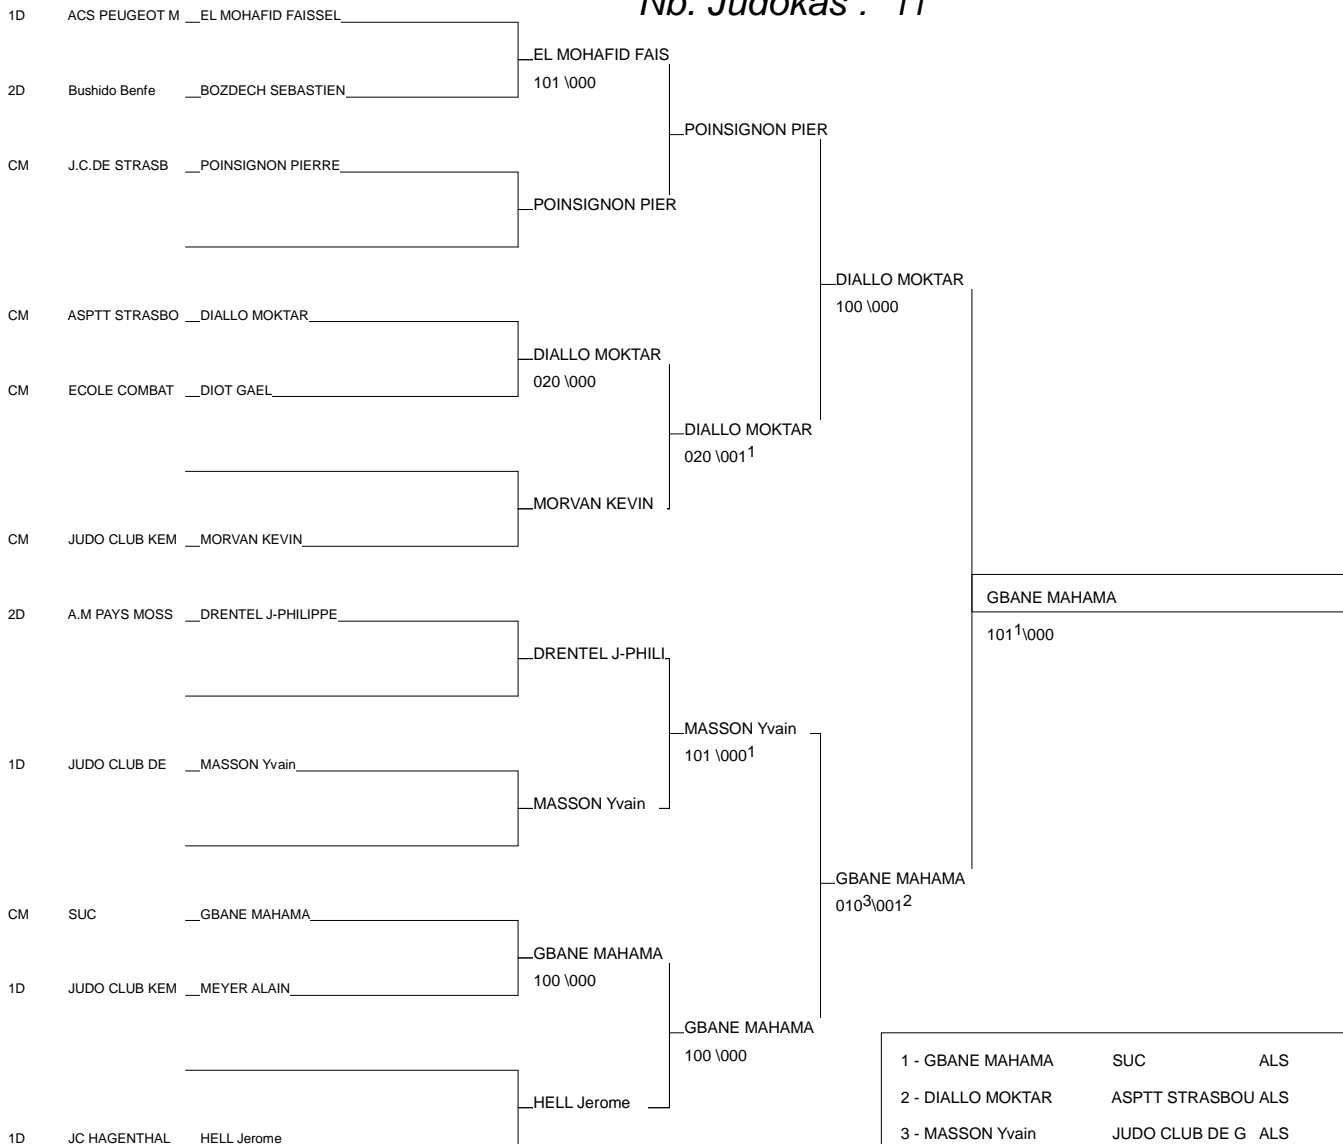 Nb. Judokas : 11
1D ACS PEUGEOT M EL MOHAFID FAISSEL
EL MOHAFID FAIS
101 \000
2D Bushido Benfe BOZDECH SEBASTIEN
POINSIGNON PIER
CM J.C.DE STRASB POINSIGNON PIERRE
POINSIGNON PIER
DIALLO MOKTAR
100 \000
CM ASPTT STRASBO DIALLO MOKTAR
DIALLO MOKTAR
020 \000
CM ECOLE COMBAT DIOT GAEL
DIALLO MOKTAR
020 \001¹
MORVAN KEVIN
CM JUDO CLUB KEM MORVAN KEVIN
GBANE MAHAMA
101¹\000
2D A.M PAYS MOSS DRENTEL J-PHILIPPE
DRENTEL J-PHILI
MASSON Yvain
101 \000¹
1D JUDO CLUB DE MASSON Yvain
MASSON Yvain
GBANE MAHAMA
010³\001²
CM SUC GBANE MAHAMA
GBANE MAHAMA
100 \000
1D JUDO CLUB KEM MEYER ALAIN
GBANE MAHAMA
100 \000
HELL Jerome
1D JC HAGENTHAL HELL Jerome
1 - GBANE MAHAMA SUC ALS
2 - DIALLO MOKTAR ASPTT STRASBOU ALS
3 - MASSON Yvain JUDO CLUB DE G ALS